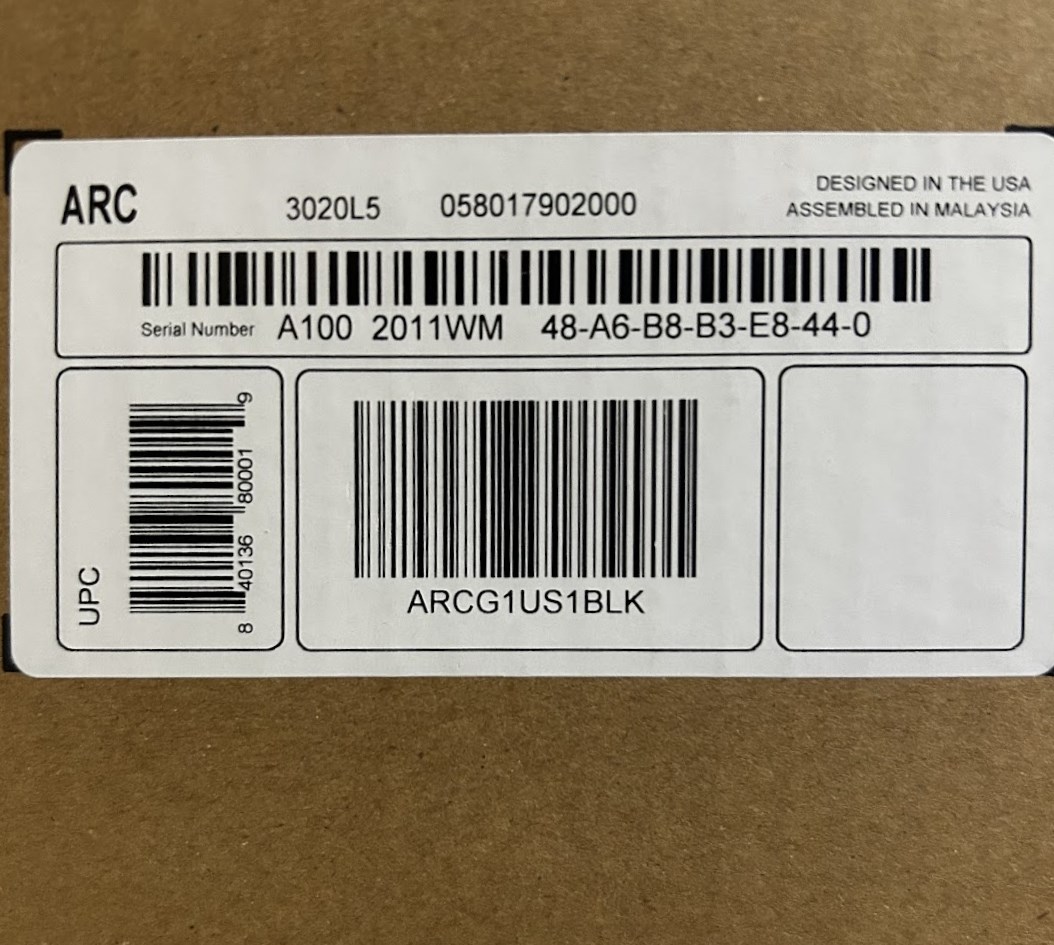 ARC 3020L5 058017902000
DESIGNED IN THE USA
ASSEMBLED IN MALAYSIA
Serial Number A100 2011WM 48-A6-B8-B3-E8-44-0
UPC
8 40136 80001 9
ARCG1US1BLK